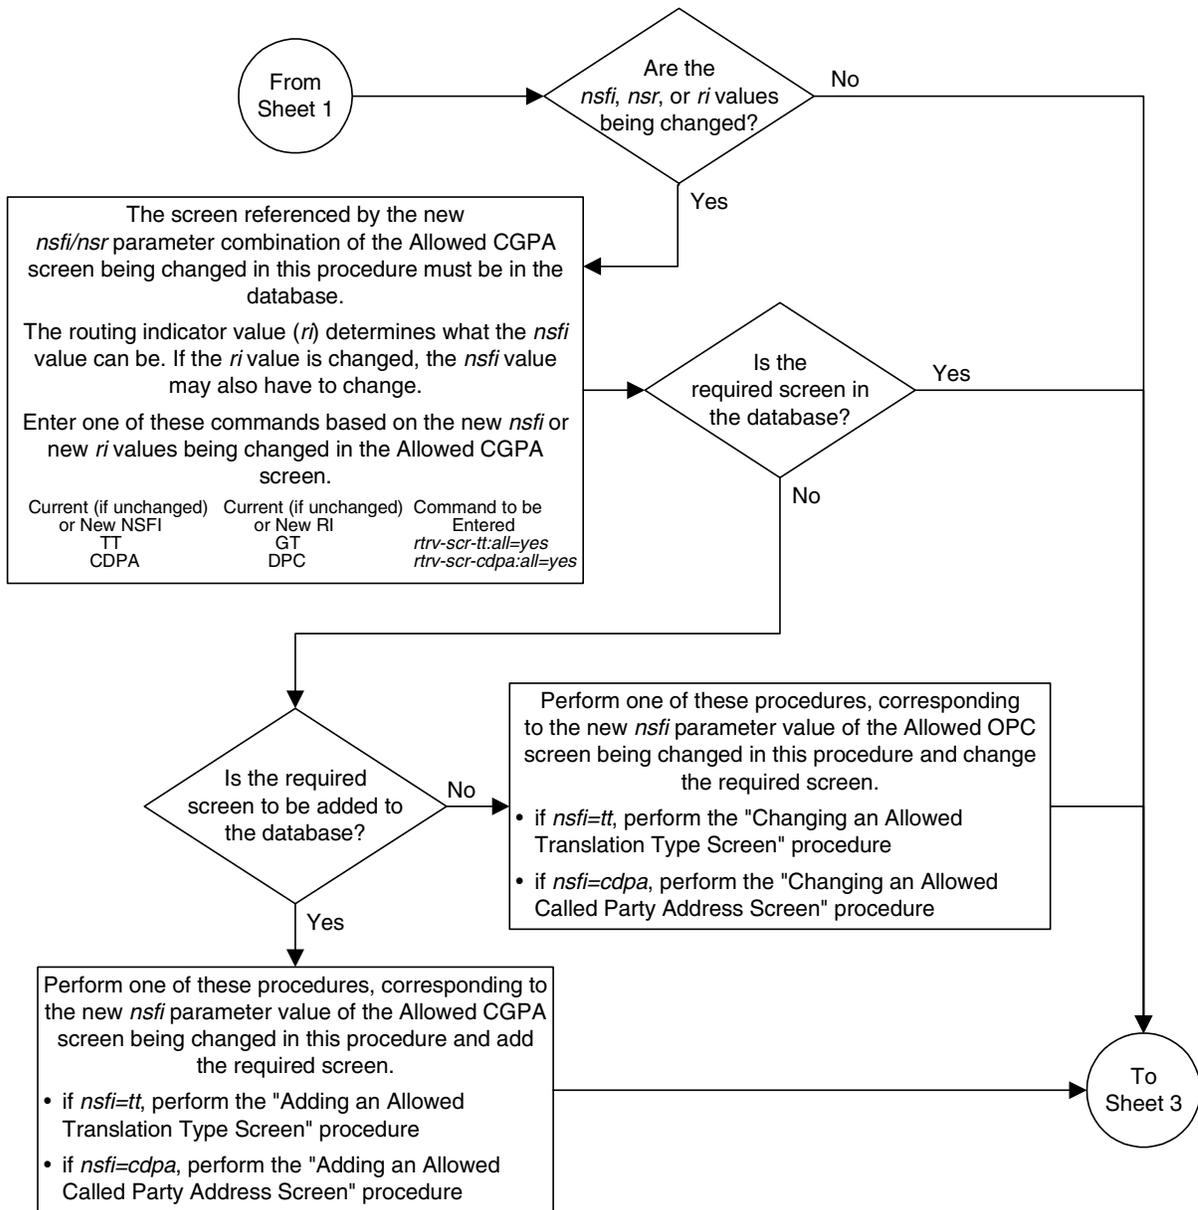 From
Sheet 1
Are the
nsfi, nsr, or ri values
being changed?
No
Yes
The screen referenced by the new
nsfi/nsr parameter combination of the Allowed CGPA
screen being changed in this procedure must be in the
database.
The routing indicator value (ri) determines what the nsfi
value can be. If the ri value is changed, the nsfi value
may also have to change.
Enter one of these commands based on the new nsfi or
new ri values being changed in the Allowed CGPA
screen.
Current (if unchanged) Current (if unchanged) Command to be
or New NSFI or New RI Entered
TT GT rtrv-scr-tt:all=yes
CDPA DPC rtrv-scr-cdpa:all=yes
Is the
required screen in
the database?
Yes
No
Is the required
screen to be added to
the database?
No
Yes
Perform one of these procedures, corresponding
to the new nsfi parameter value of the Allowed OPC
screen being changed in this procedure and change
the required screen.
• if nsfi=tt, perform the "Changing an Allowed
Translation Type Screen" procedure
• if nsfi=cdpa, perform the "Changing an Allowed
Called Party Address Screen" procedure
Perform one of these procedures, corresponding to
the new nsfi parameter value of the Allowed CGPA
screen being changed in this procedure and add
the required screen.
• if nsfi=tt, perform the "Adding an Allowed
Translation Type Screen" procedure
• if nsfi=cdpa, perform the "Adding an Allowed
Called Party Address Screen" procedure
To
Sheet 3